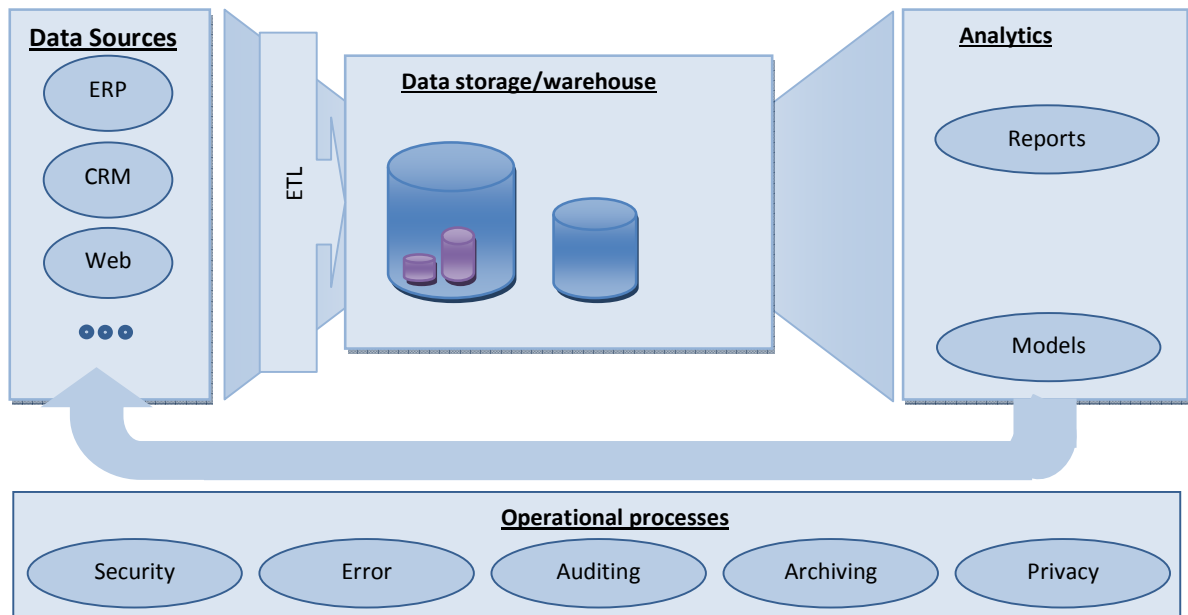 Data Sources
ERP
CRM
Web
ETL
Data storage/warehouse
Analytics
Reports
Models
Operational processes
Security
Error
Auditing
Archiving
Privacy